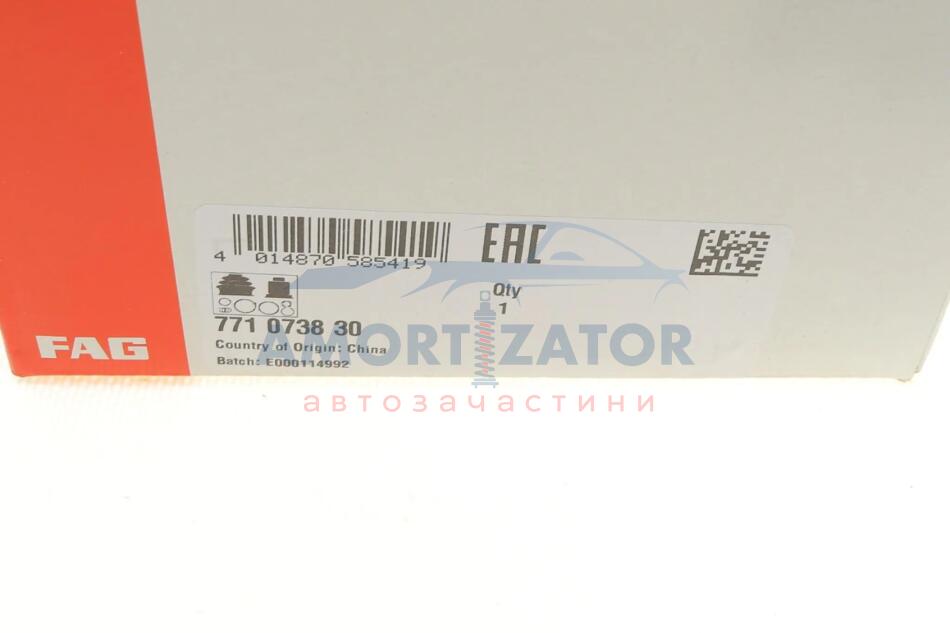 4 014870 585419
EAC
Qty
1
771 0738 30
Country of Origin: China
Batch: E000114992
FAG
AMORTIZATOR
автозачастини